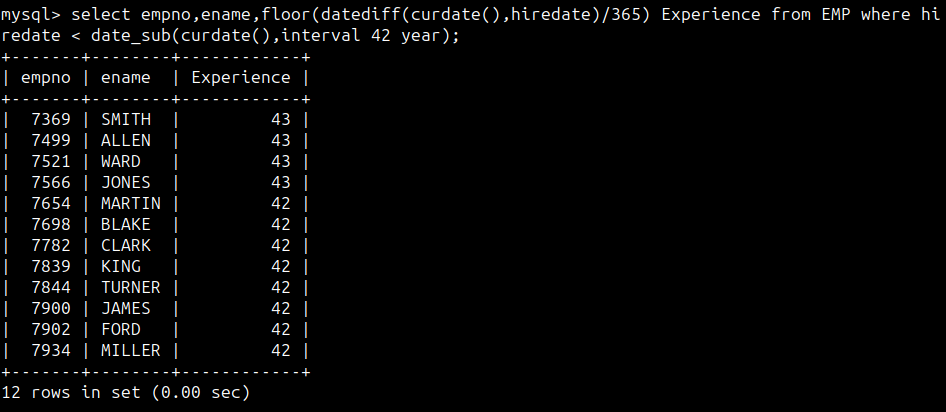 mysql> select empno,ename,floor(datediff(curdate(),hiredate)/365) Experience from EMP where hi
redate < date_sub(curdate(),interval 42 year);
+-------+--------+------------+
| empno | ename  | Experience |
+-------+--------+------------+
|  7369 | SMITH  |         43 |
|  7499 | ALLEN  |         43 |
|  7521 | WARD   |         43 |
|  7566 | JONES  |         43 |
|  7654 | MARTIN |         42 |
|  7698 | BLAKE  |         42 |
|  7782 | CLARK  |         42 |
|  7839 | KING   |         42 |
|  7844 | TURNER |         42 |
|  7900 | JAMES  |         42 |
|  7902 | FORD   |         42 |
|  7934 | MILLER |         42 |
+-------+--------+------------+
12 rows in set (0.00 sec)